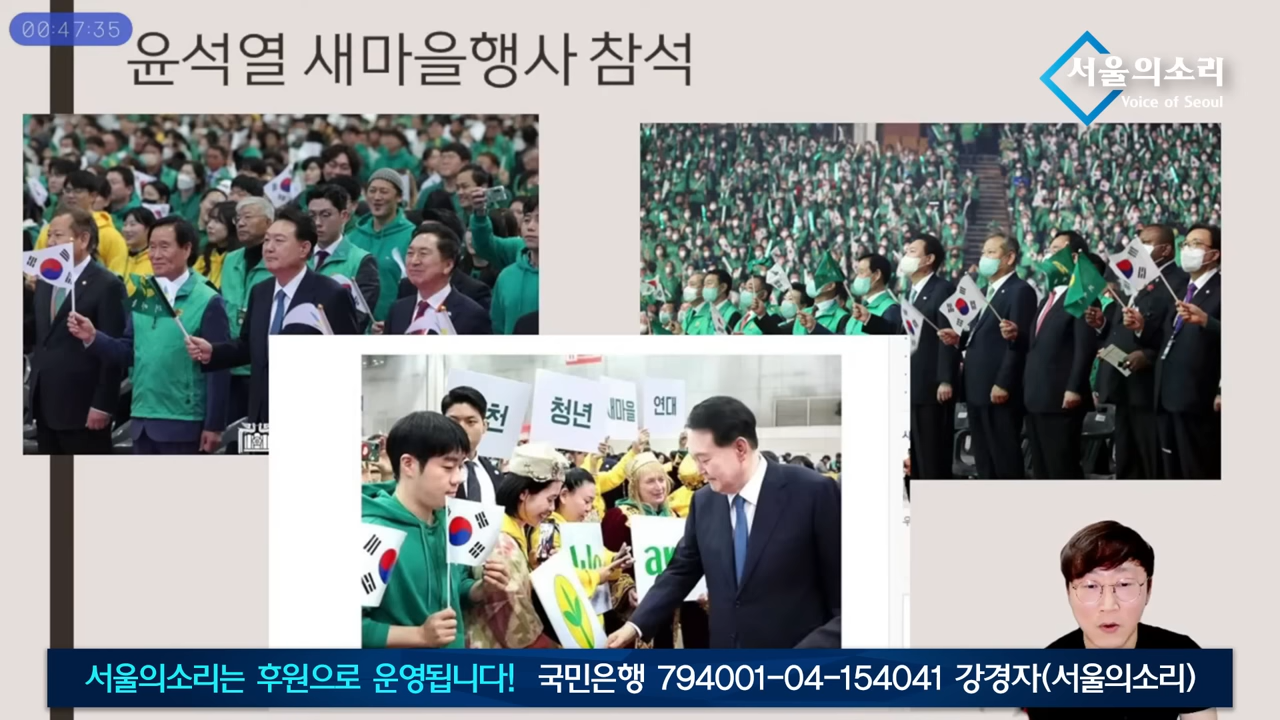 00:47:35
윤석열 새마을행사 참석
서울의소리
Voice of Seoul
천
청년
새마을
연대
서울의소리는 후원으로 운영됩니다! 국민은행 794001-04-154041 강경자(서울의소리)